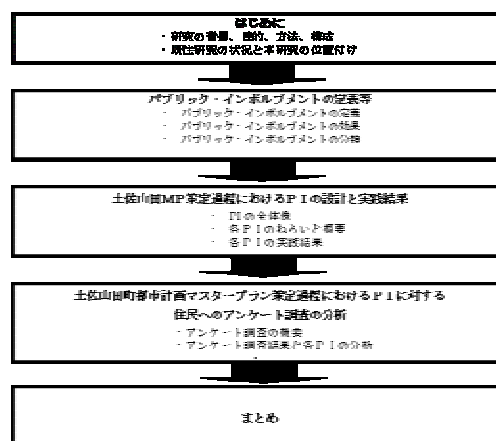 はじめに
・ 研究の背景、目的、方法、構成
・ 既往研究の状況と本研究の位置付け
パブリック・インボルブメントの定義等
・ パブリック・インボルブメントの定義
・ パブリック・インボルブメントの効果
・ パブリック・インボルブメントの分類
土佐山田MP策定過程におけるPIの設計と実践結果
・ PIの全体像
・ 各PIのねらいと概要
・ 各PIの実践結果
土佐山田町都市計画マスタープラン策定過程におけるPIに対する
住民へのアンケート調査の分析
・アンケート調査の概要
・アンケート調査結果と各PIの分析
まとめ